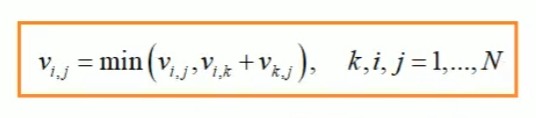 v_{i,j} = min(v_{i,j}, v_{i,k} + v_{k,j}), k, i, j = 1,..., N